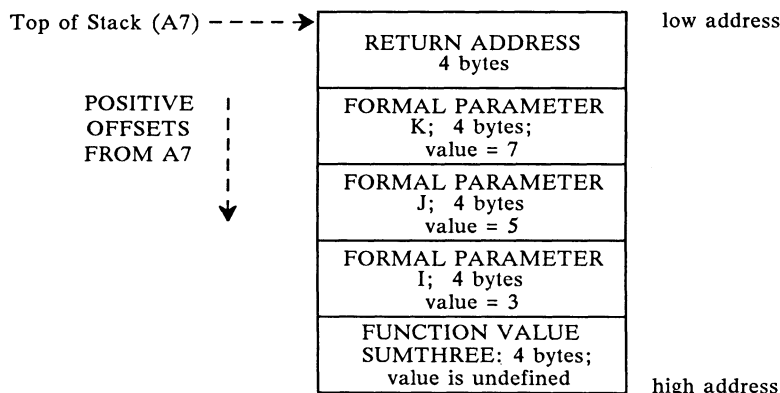 Top of Stack (A7)
low address
RETURN ADDRESS
4 bytes
POSITIVE
OFFSETS
FROM A7
FORMAL PARAMETER
K; 4 bytes;
value = 7
FORMAL PARAMETER
J; 4 bytes
value = 5
FORMAL PARAMETER
I; 4 bytes
value = 3
FUNCTION VALUE
SUMTHREE: 4 bytes;
value is undefined
high address